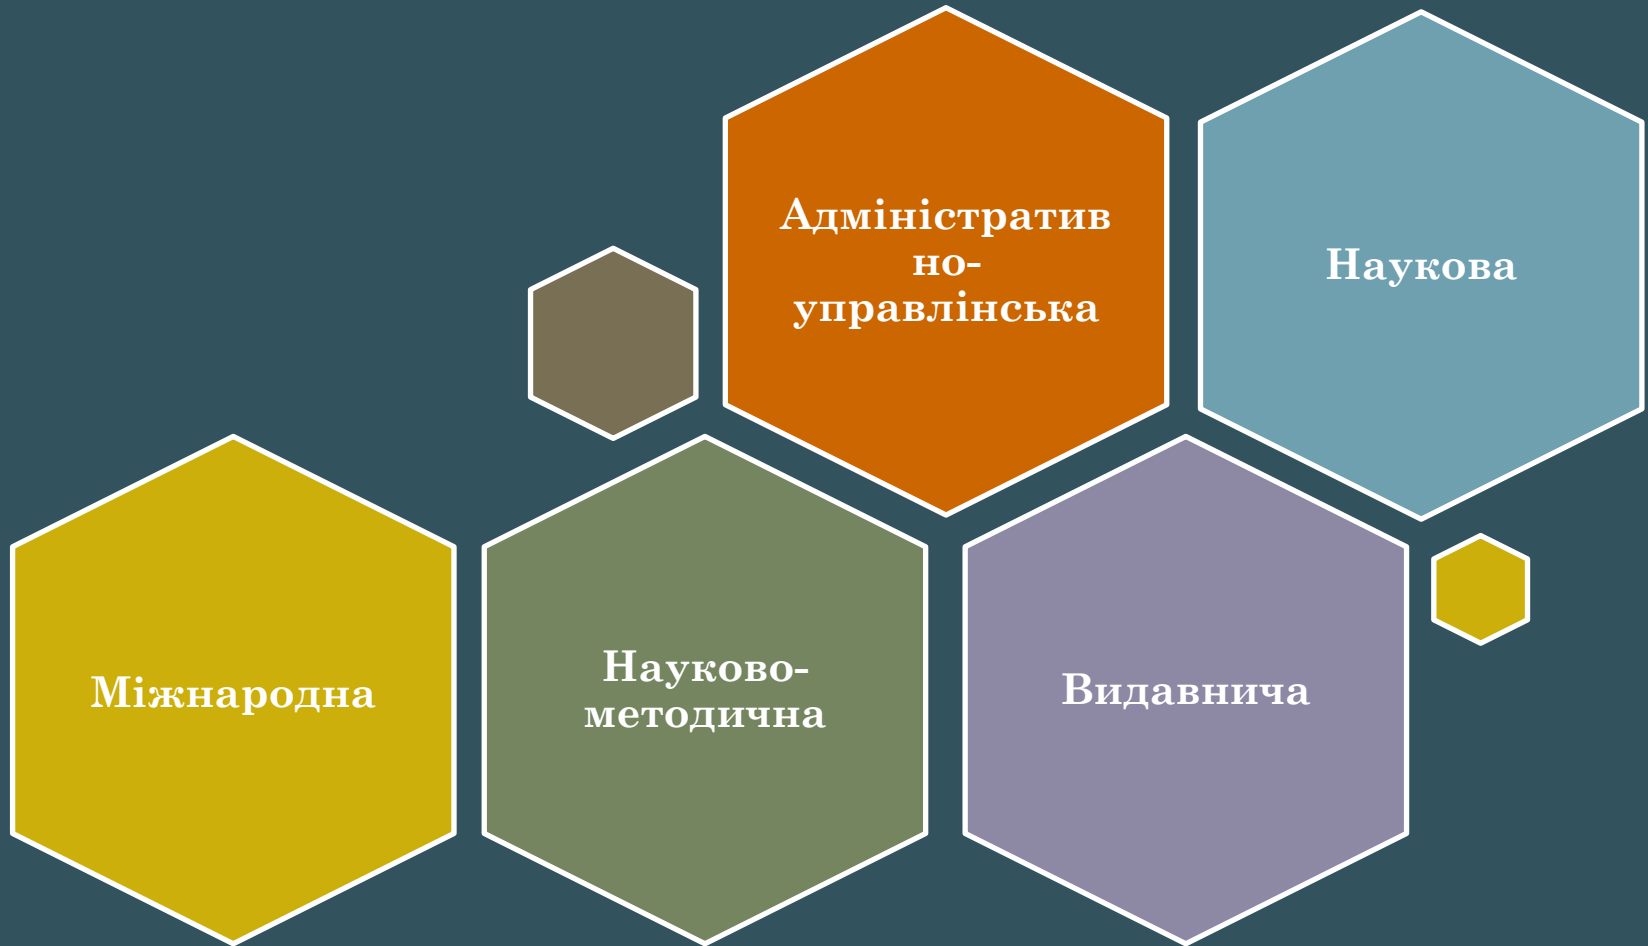 Адміністратив
но-
управлінська
Наукова
Міжнародна
Науково-
методична
Видавнича